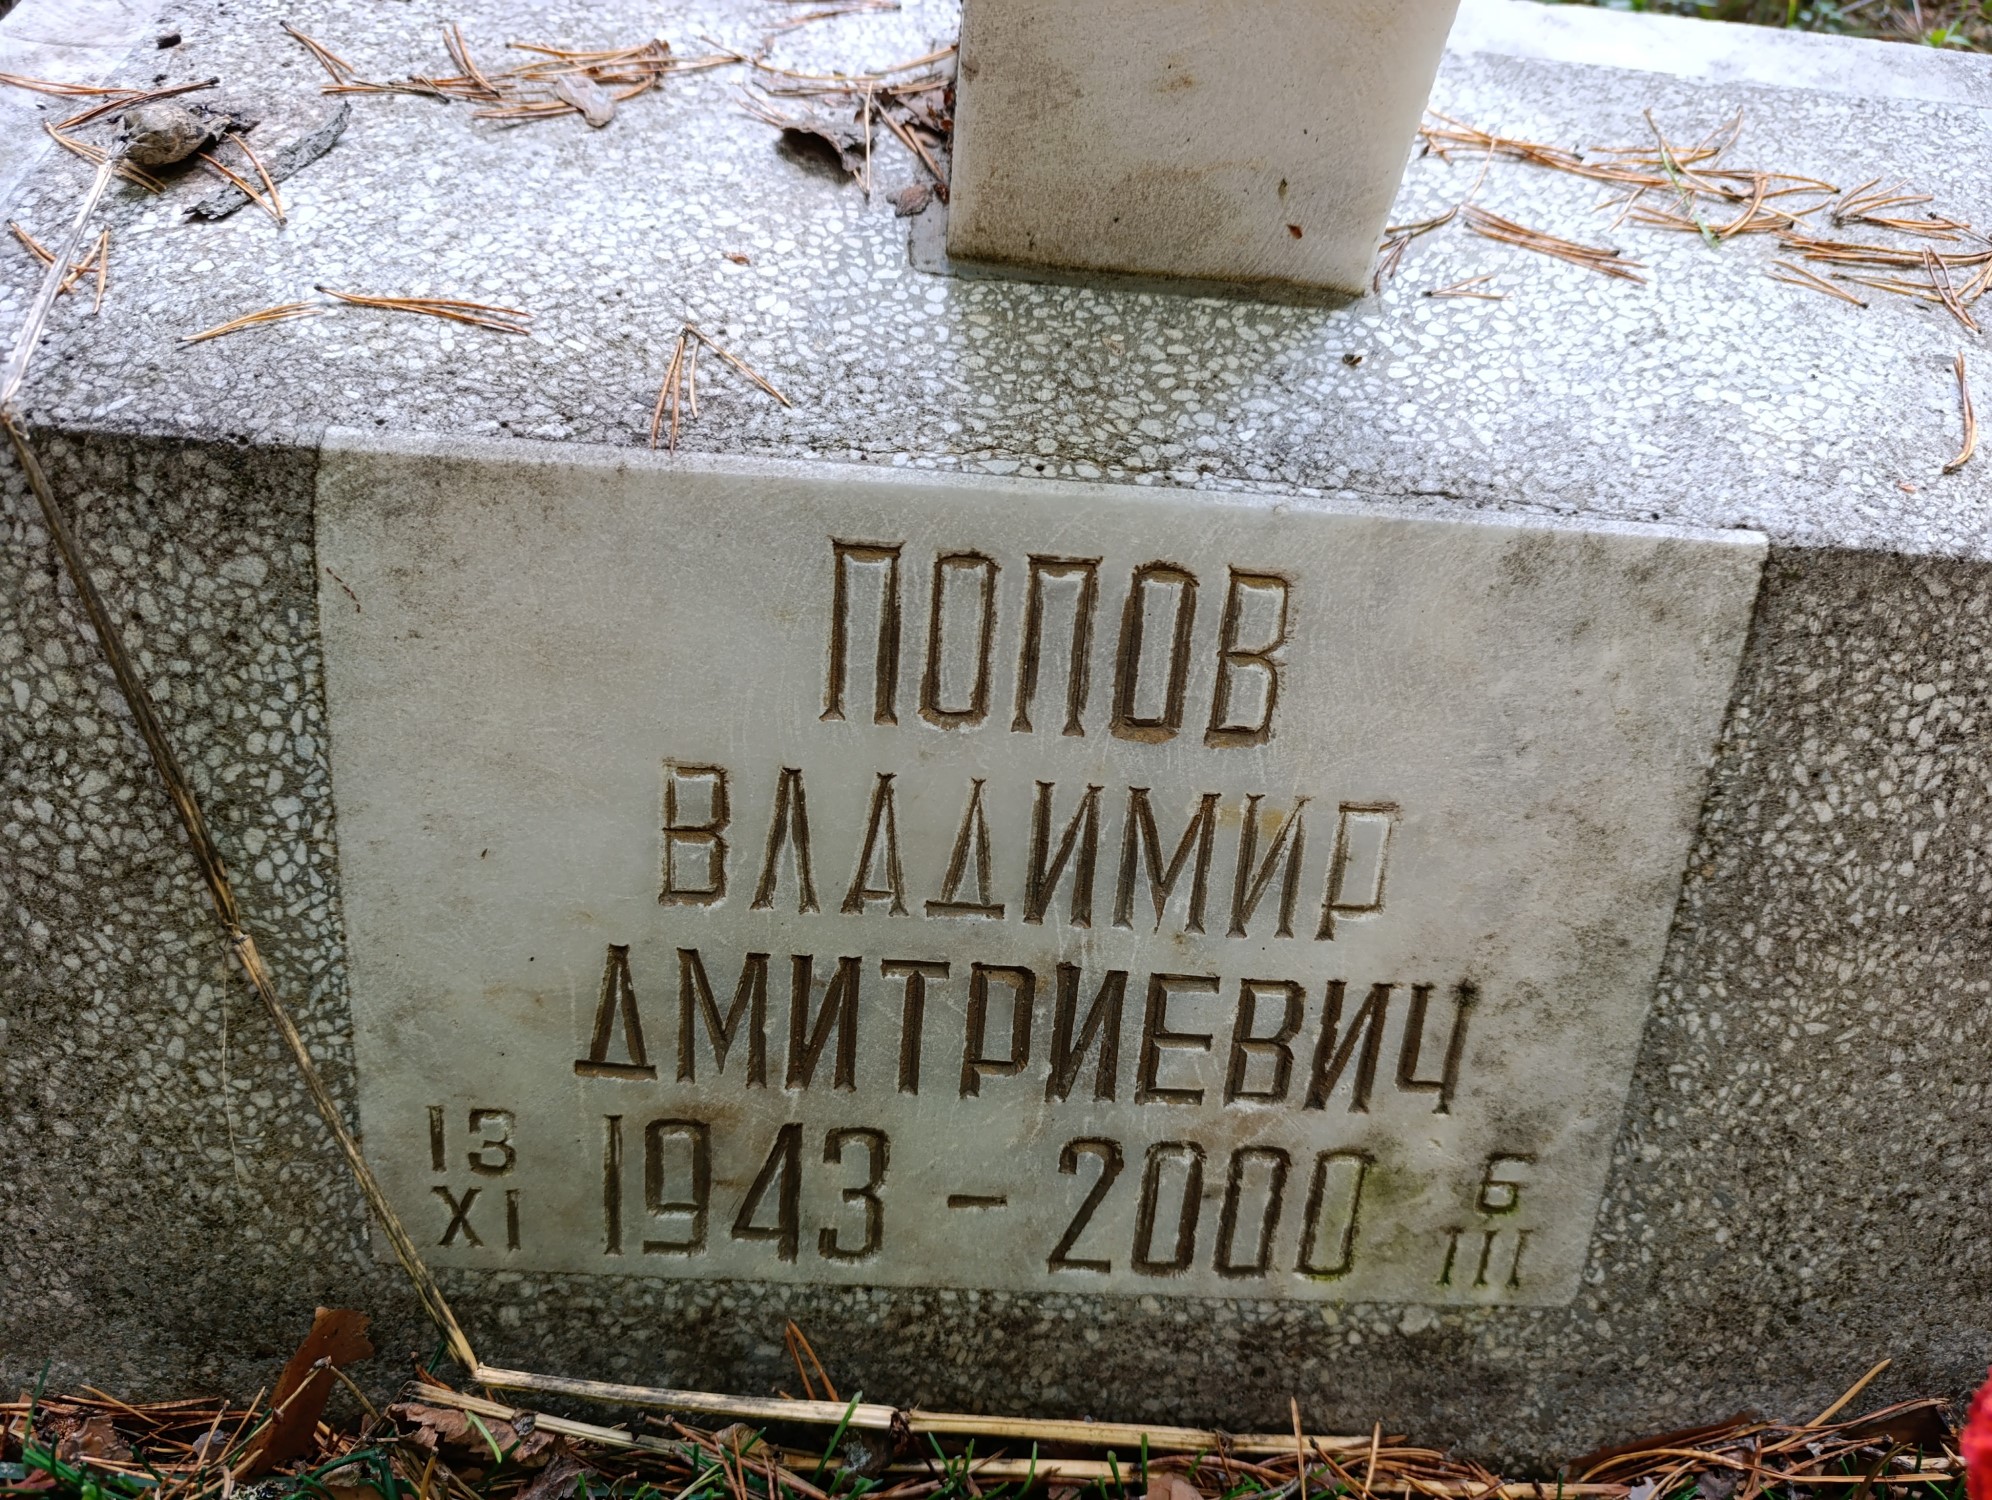 ПОПОВ
ВЛАДИМИР
ДМИТРИЕВИЧ
13 XI 1943 - 2000 6 III